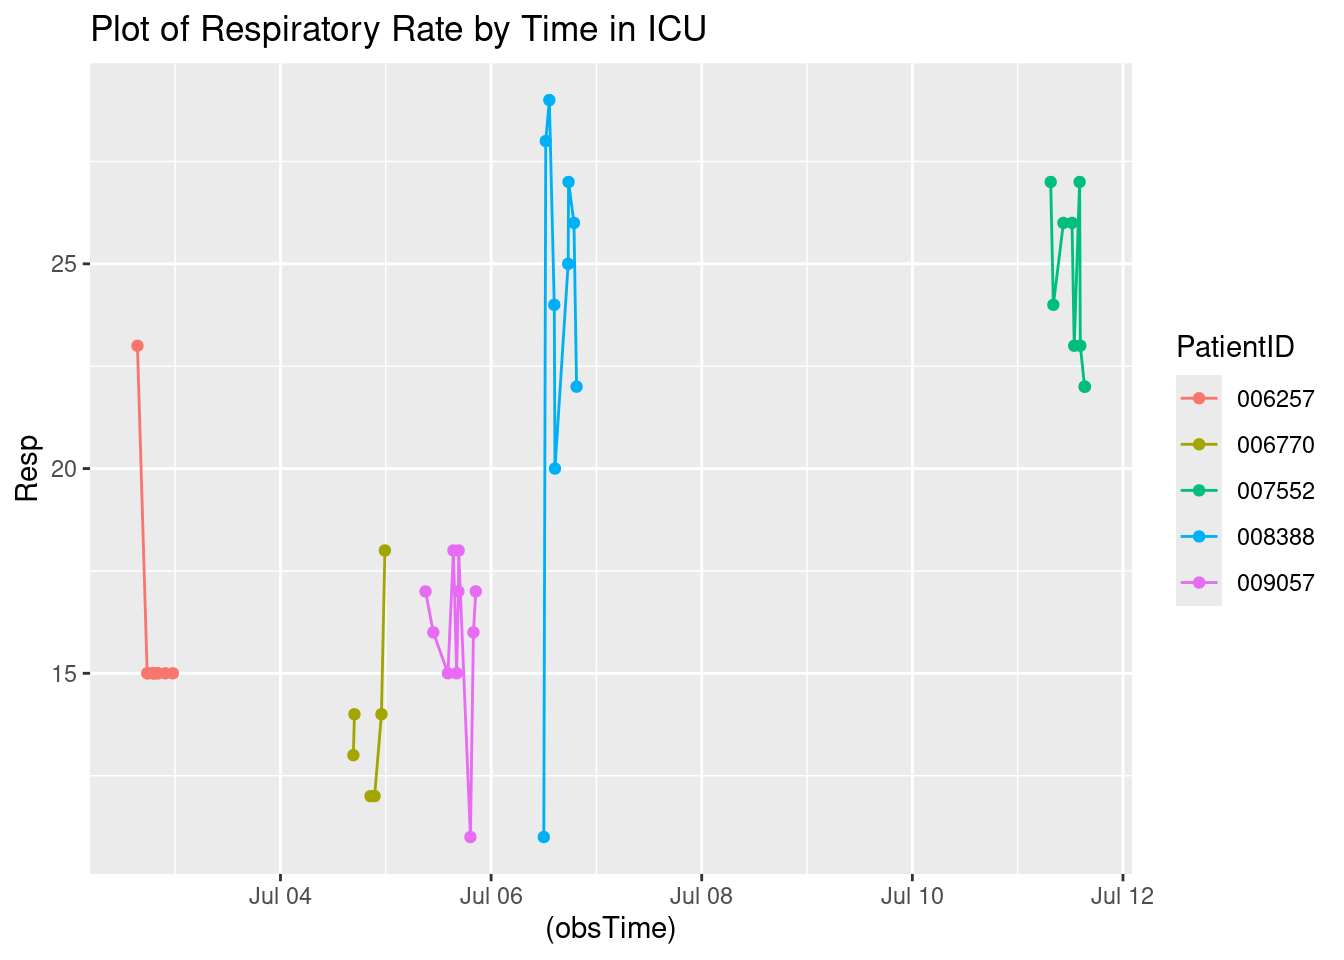 Plot of Respiratory Rate by Time in ICU
25
20
15
Resp
Jul 04
Jul 06
Jul 08
Jul 10
Jul 12
(obsTime)
PatientID
006257
006770
007552
008388
009057